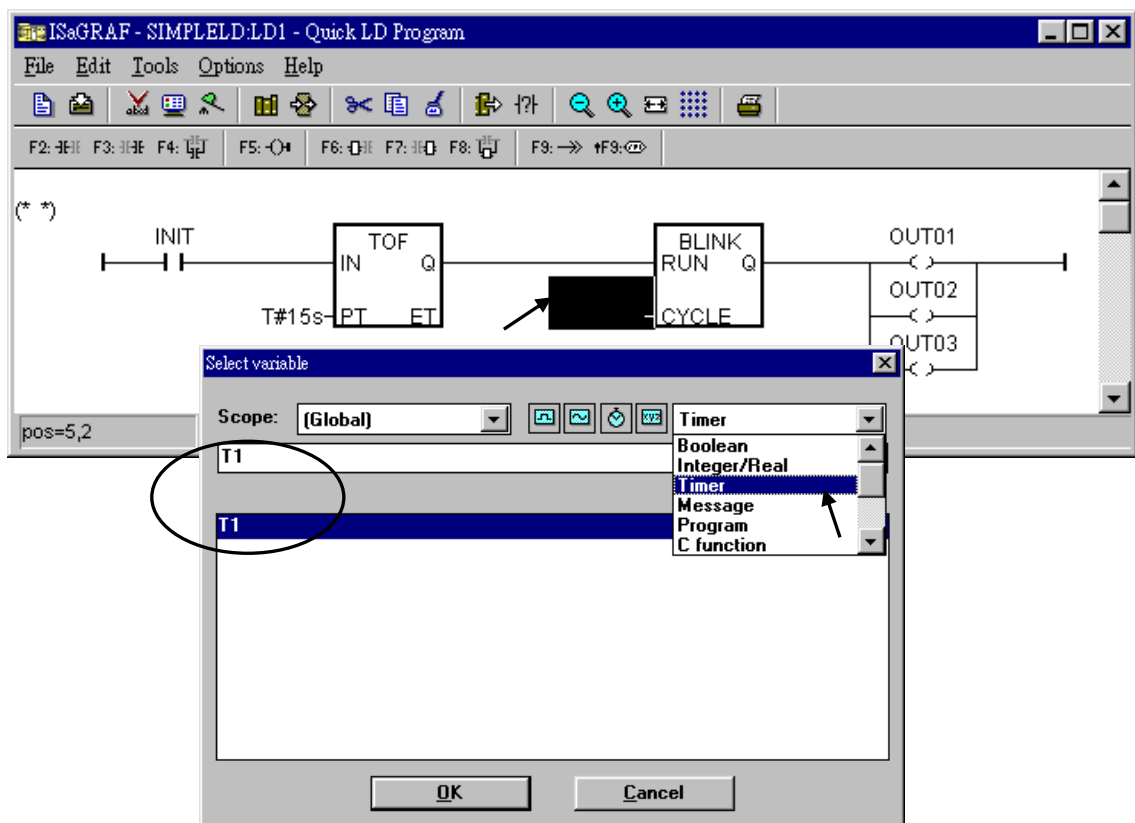 ISaGRAF - SIMPLELD:LD1 - Quick LD Program
File Edit Tools Options Help
F2: F3: F4: F5: F6: F7: F8: F9: F9:
(* *)
INIT TOF BLINK OUT01
IN Q RUN Q
OUT02
T#15s PT ET CYCLE
OUT03
Select variable
Scope: (Global) Timer
pos=5,2
T1
Boolean
Integer/Real
Timer
Message
Program
C function
T1
OK Cancel